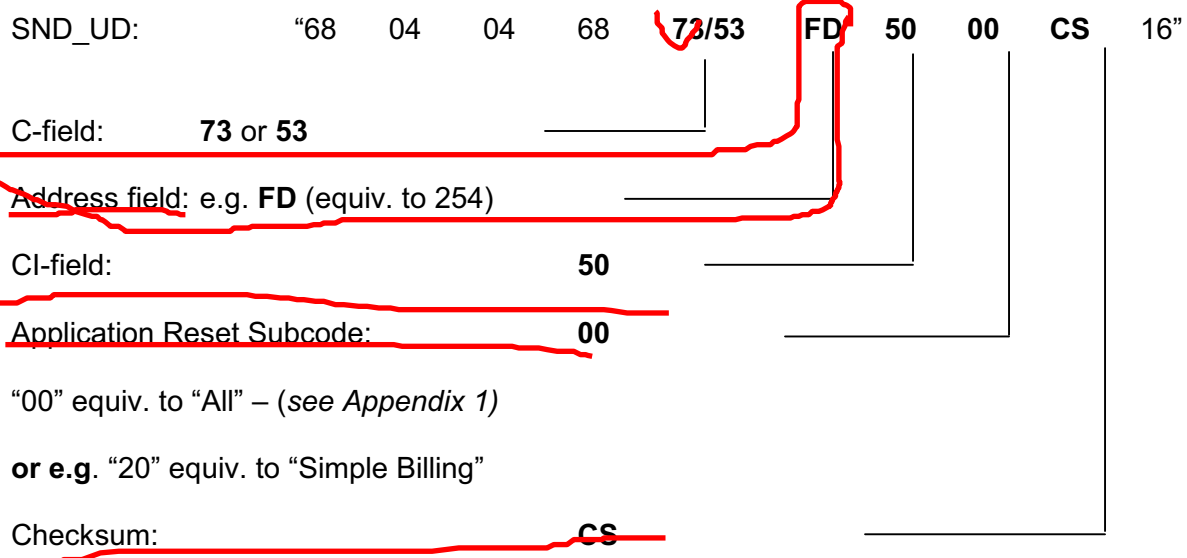 SND_UD: “68 04 04 68 73/53 FD 50 00 CS 16”
C-field: 73 or 53
Address field: e.g. FD (equiv. to 254)
CI-field: 50
Application Reset Subcode: 00
“00” equiv. to “All” – (see Appendix 1)
or e.g. “20” equiv. to “Simple Billing”
Checksum: CS